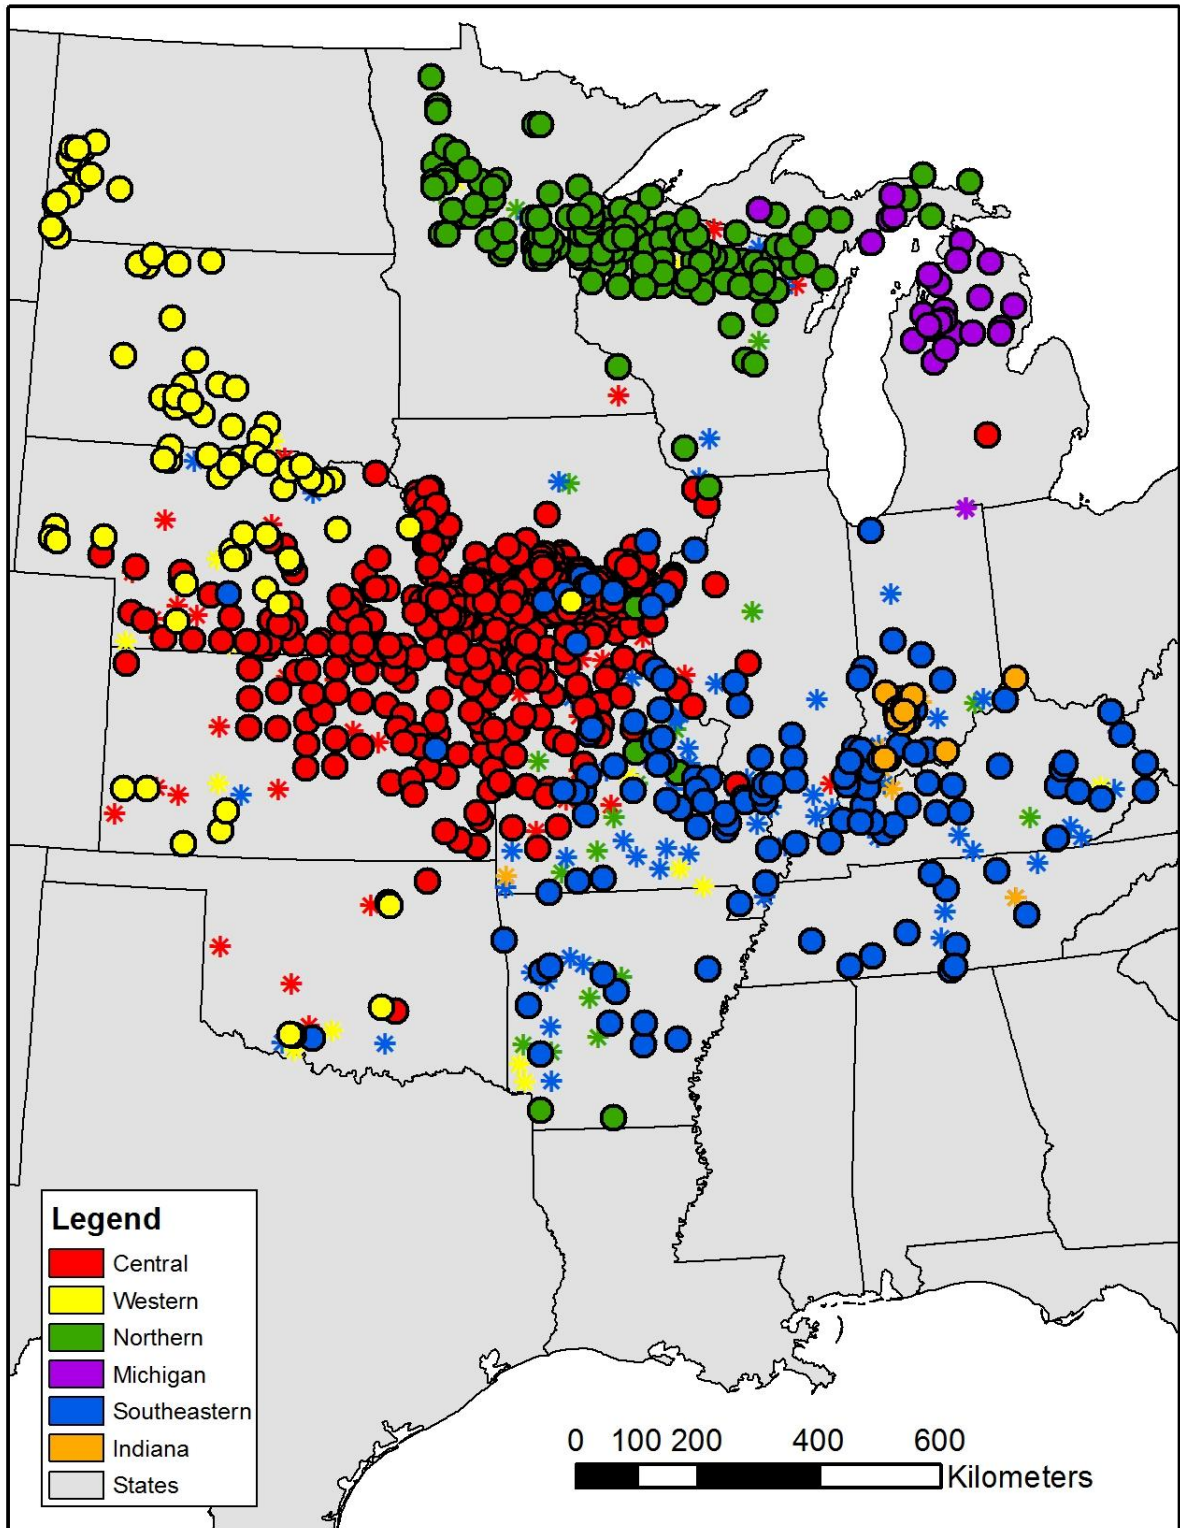 Legend
Central
Western
Northern
Michigan
Southeastern
Indiana
States
0 100 200 400 600
Kilometers